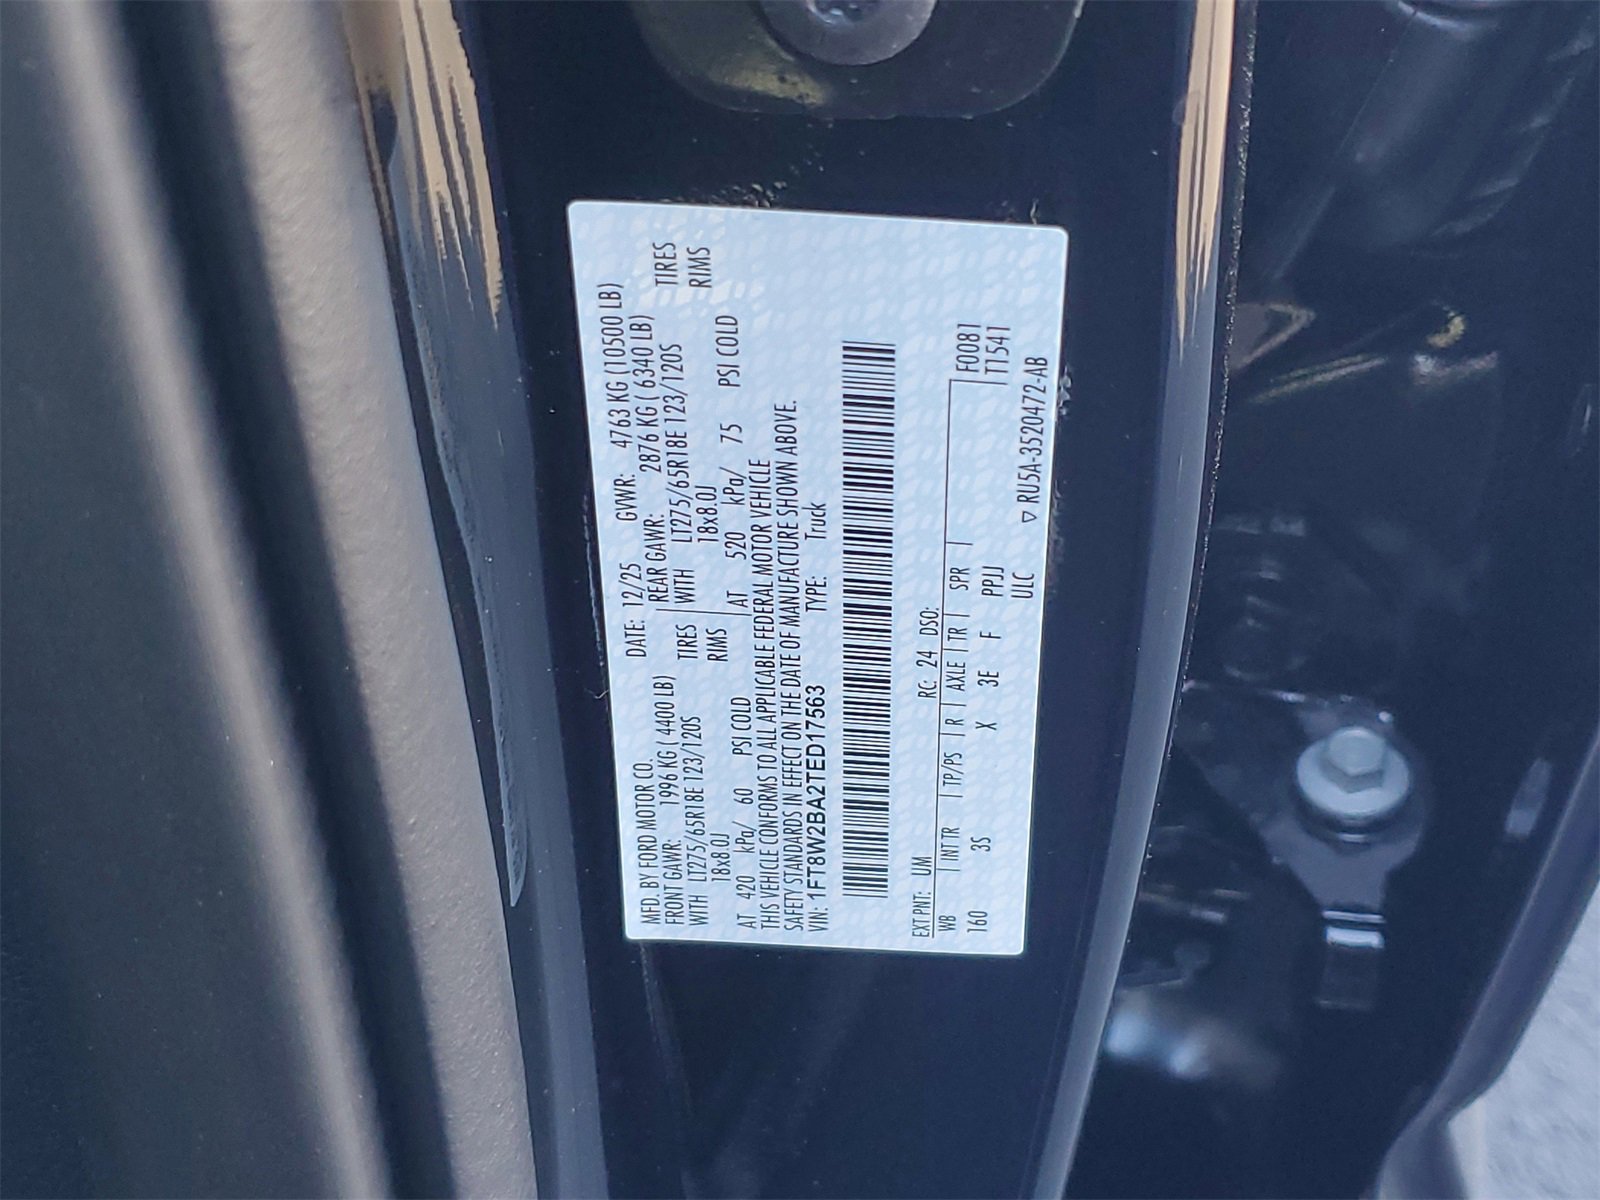 MFD. BY FORD MOTOR CO.
DATE: 12/25 GVWR: 4763 KG (10500 LB)
FRONT GAWR: 1996 KG ( 4400 LB) REAR GAWR: 2876 KG ( 6340 LB)
WITH LT275/65R18E 123/120S TIRES WITH LT275/65R18E 123/120S TIRES
18x8.0J RIMS 18x8.0J RIMS
AT 420 kPa/ 60 PSI COLD AT 520 kPa/ 75 PSI COLD
THIS VEHICLE CONFORMS TO ALL APPLICABLE FEDERAL MOTOR VEHICLE
SAFETY STANDARDS IN EFFECT ON THE DATE OF MANUFACTURE SHOWN ABOVE.
VIN: 1FT8W2BA2TED17563 TYPE: Truck
EXT PNT: UM RC: 24 DSO:
WB INT TR TP/PS R AXLE TR SPR F0081
160 3S X 3E F PPJJ T1541
ULC ▽ RU5A-3520472-AB